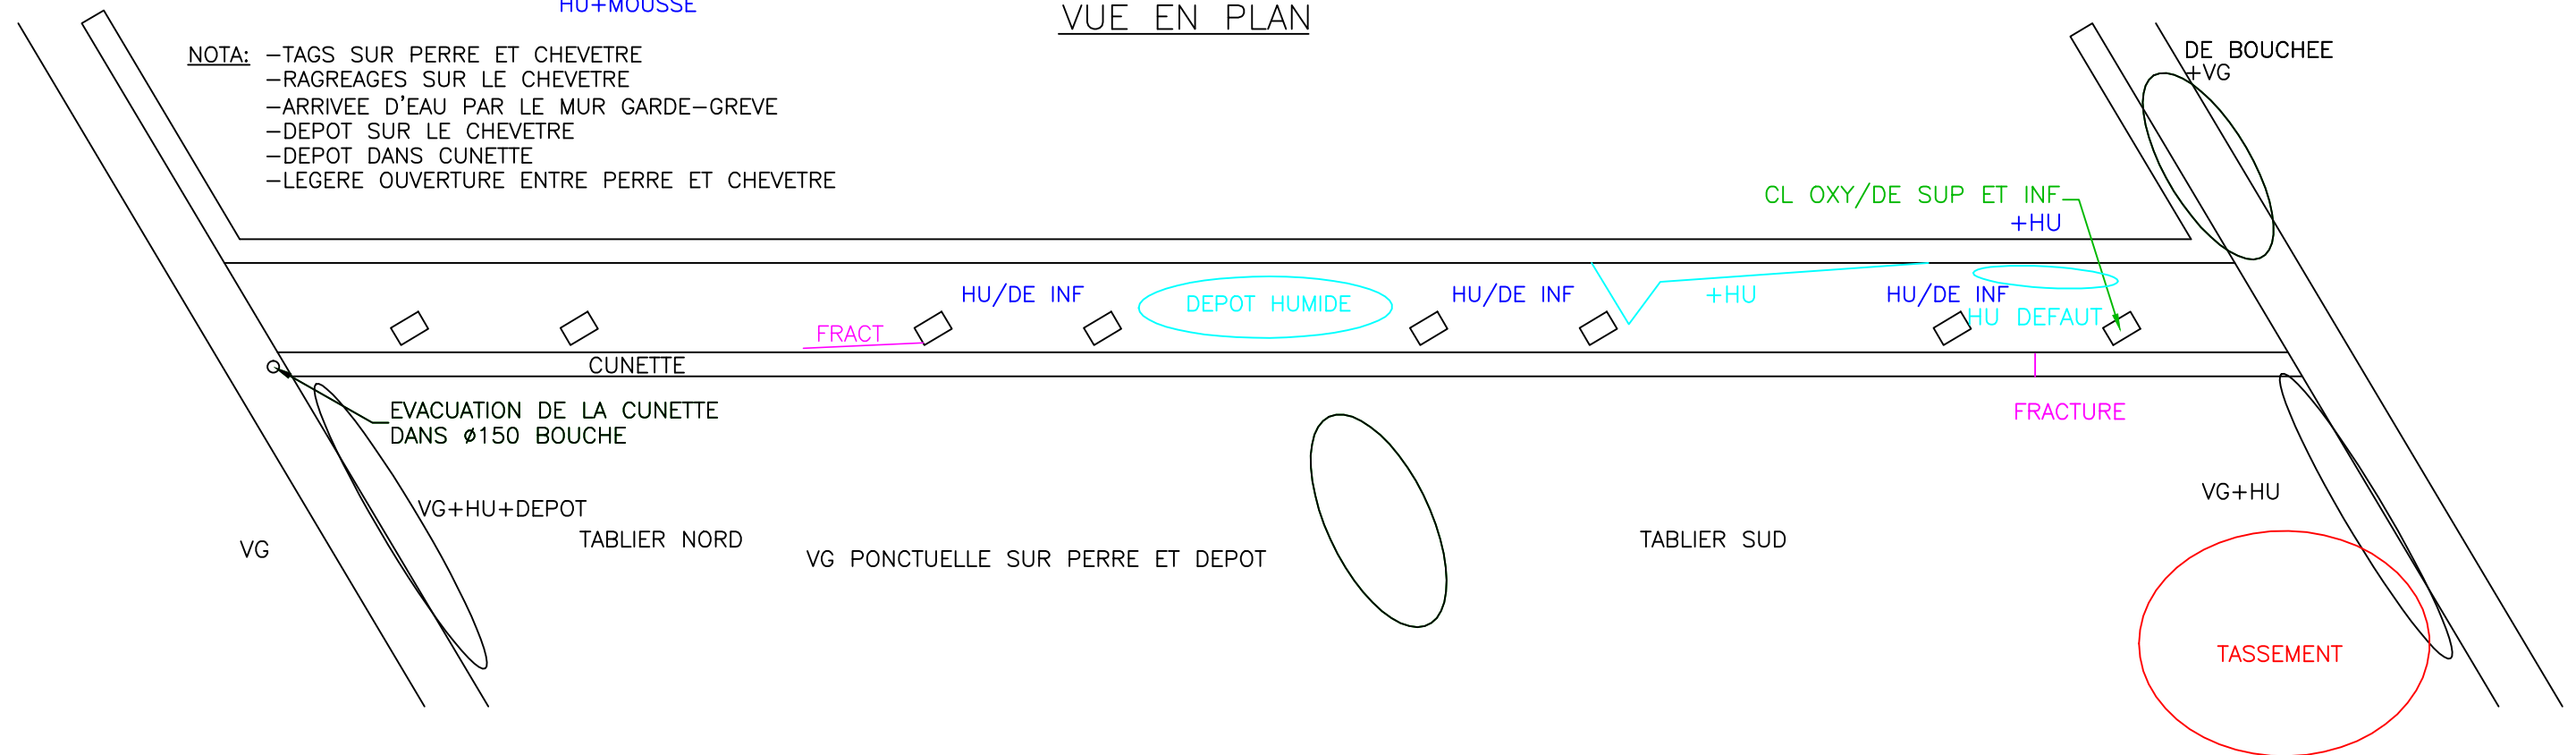 HU+MOUSSE
VUE EN PLAN
NOTA: -TAGS SUR PERRE ET CHEVETRE
-RAGREAGES SUR LE CHEVETRE
-ARRIVEE D'EAU PAR LE MUR GARDE-GREVE
-DEPOT SUR LE CHEVETRE
-DEPOT DANS CUNETTE
-LEGERE OUVERTURE ENTRE PERRE ET CHEVETRE
DE BOUCHEE
+VG
CL OXY/DE SUP ET INF
+HU
HU/DE INF
DEPOT HUMIDE
HU/DE INF
+HU
HU/DE INF
HU DEFAUT
FRACT
CUNETTE
EVACUATION DE LA CUNETTE
DANS ø150 BOUCHE
FRACTURE
VG+HU+DEPOT
VG+HU
VG
TABLIER NORD
VG PONCTUELLE SUR PERRE ET DEPOT
TABLIER SUD
TASSEMENT